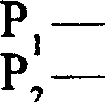 P₁ —
P₂ —